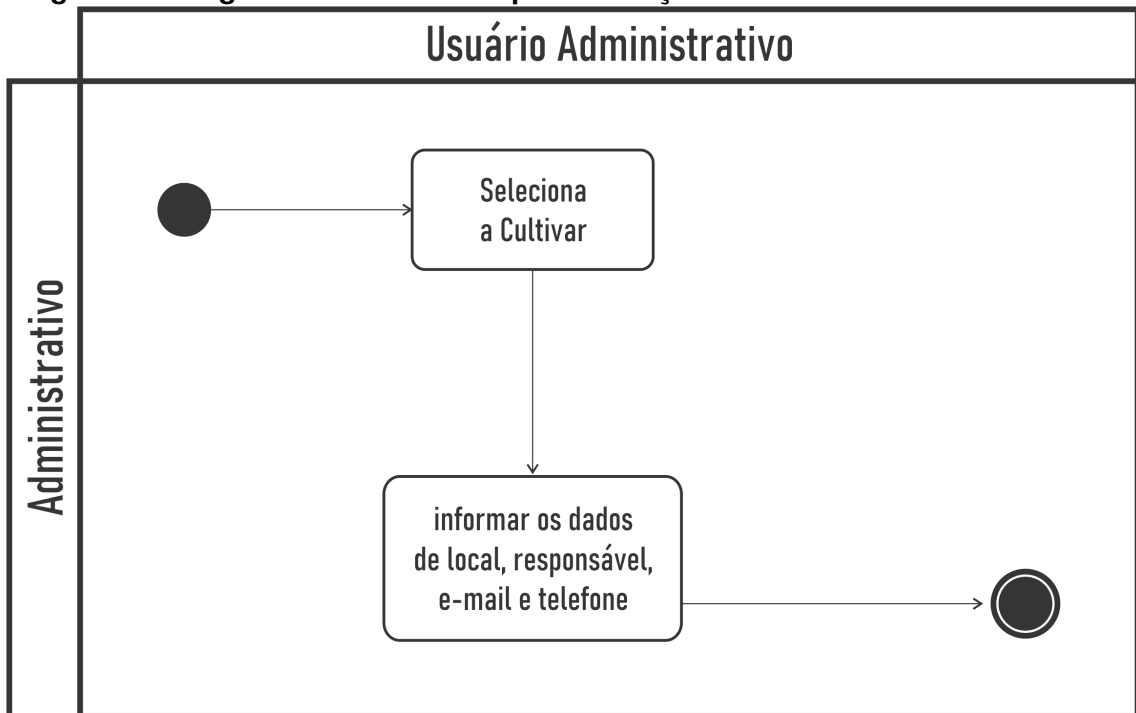 Usuário Administrativo
Administrativo
Seleciona
a Cultivar
informar os dados
de local, responsável,
e-mail e telefone